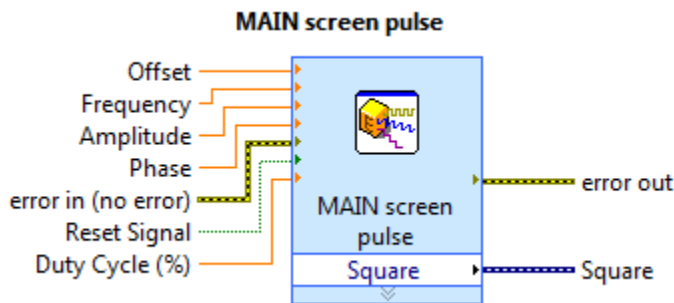 MAIN screen pulse
Offset
Frequency
Amplitude
Phase
error in (no error)
Reset Signal
Duty Cycle (%)
MAIN screen
pulse
Square
error out
Square